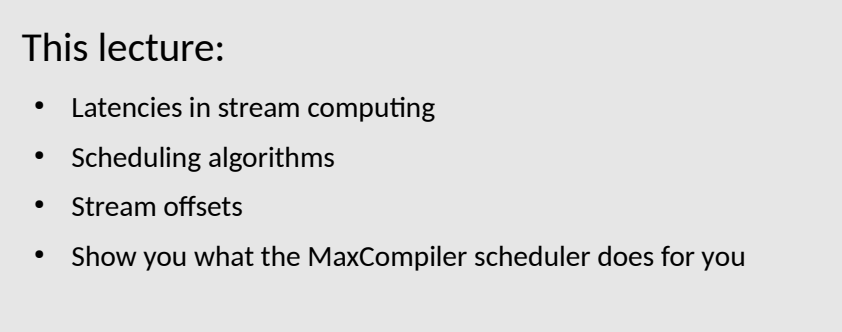 This lecture:
• Latencies in stream computing
• Scheduling algorithms
• Stream offsets
• Show you what the MaxCompiler scheduler does for you